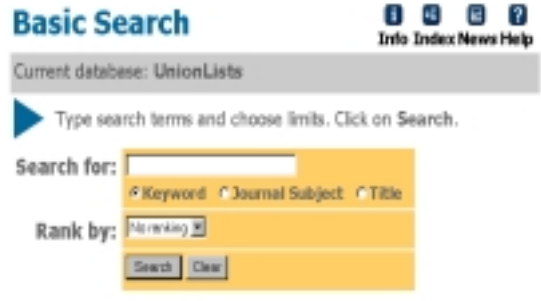 Basic Search
Info Index News Help
Current database: UnionLists
Type search terms and choose limits. Click on Search.
Search for:
Keyword Journal Subject Title
Rank by: No ranking
Search Clear